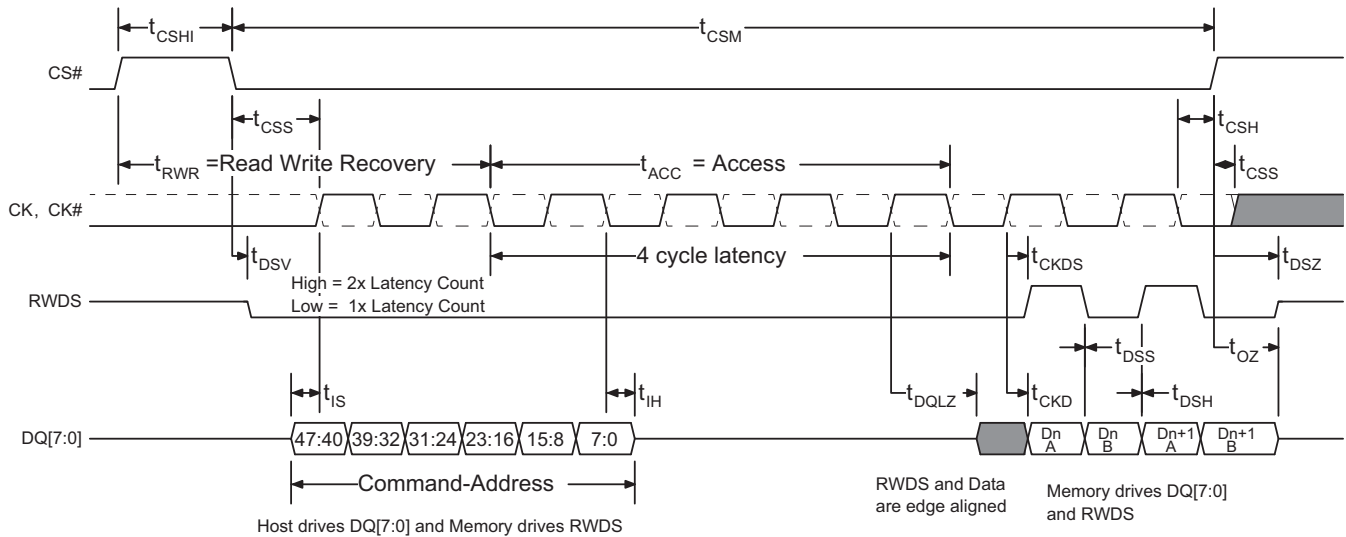 tCSHI
tCSM
CS#
tCSS
tCSH
tRWR =Read Write Recovery
tACC = Access
tCSS
CK, CK#
tDSV
4 cycle latency
tCKDS
tDSZ
High = 2x Latency Count
Low = 1x Latency Count
RWDS
tDSS
tOZ
tIS
tIH
tDQLZ
tCKD
tDSH
DQ[7:0]
47:40 39:32 31:24 23:16 15:8 7:0
Dn A
Dn B
Dn+1 A
Dn+1 B
Command-Address
RWDS and Data
are edge aligned
Memory drives DQ[7:0]
and RWDS
Host drives DQ[7:0] and Memory drives RWDS